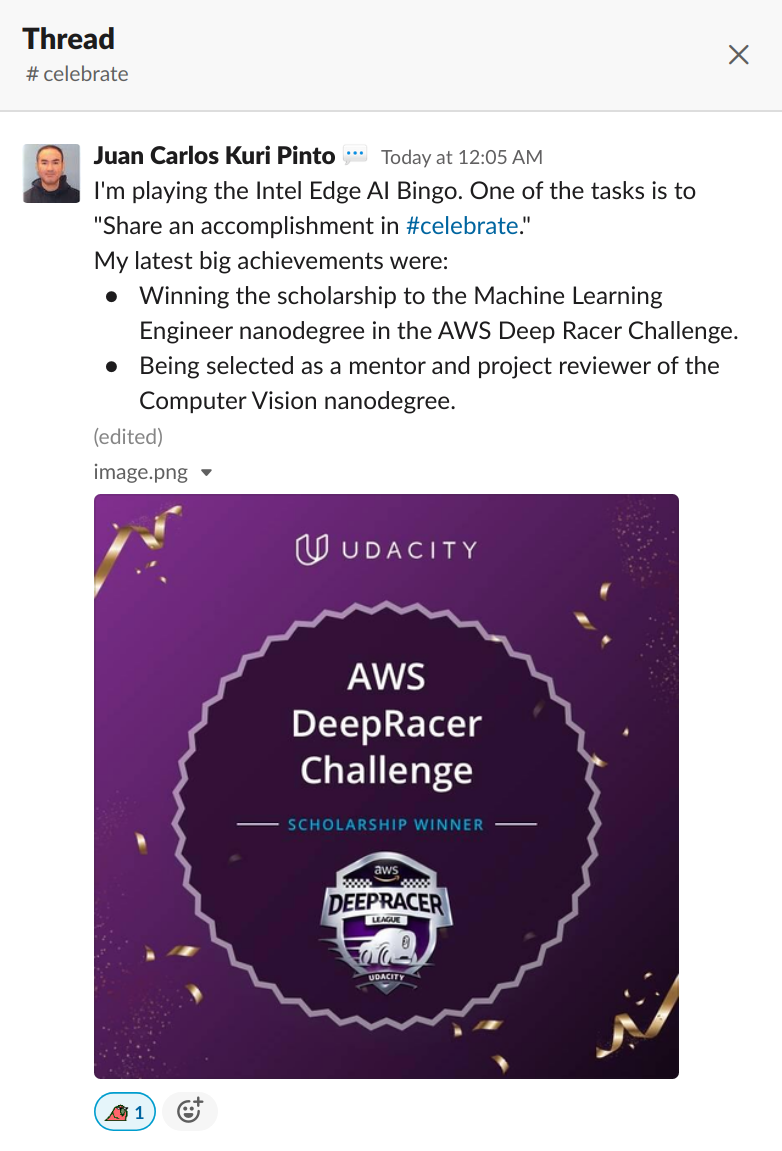 Thread
# celebrate
Juan Carlos Kuri Pinto Today at 12:05 AM
I'm playing the Intel Edge AI Bingo. One of the tasks is to
"Share an accomplishment in #celebrate."
My latest big achievements were:
● Winning the scholarship to the Machine Learning
Engineer nanodegree in the AWS Deep Racer Challenge.
● Being selected as a mentor and project reviewer of the
Computer Vision nanodegree.
(edited)
image.png
UDACITY
AWS
DeepRacer
Challenge
SCHOLARSHIP WINNER
aws
DEEPRACER
LEAGUE
UDACITY
1